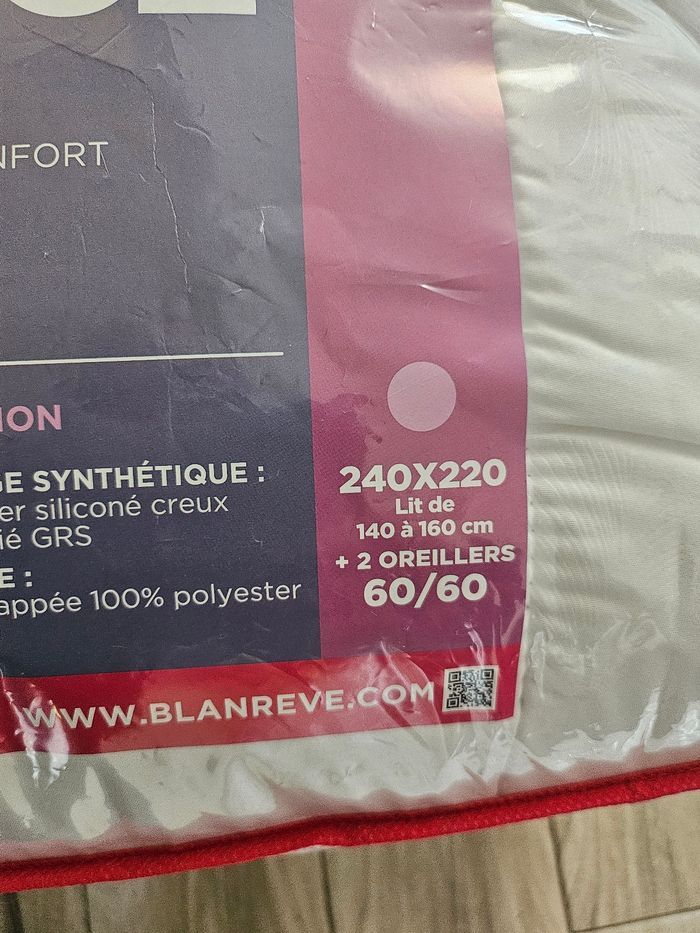 NFORT
ION
GE SYNTHÉTIQUE :
er siliconé creux
ié GRS
E :
appée 100% polyester
240X220
Lit de
140 à 160 cm
+ 2 OREILLERS
60/60
WWW.BLANREVE.COM